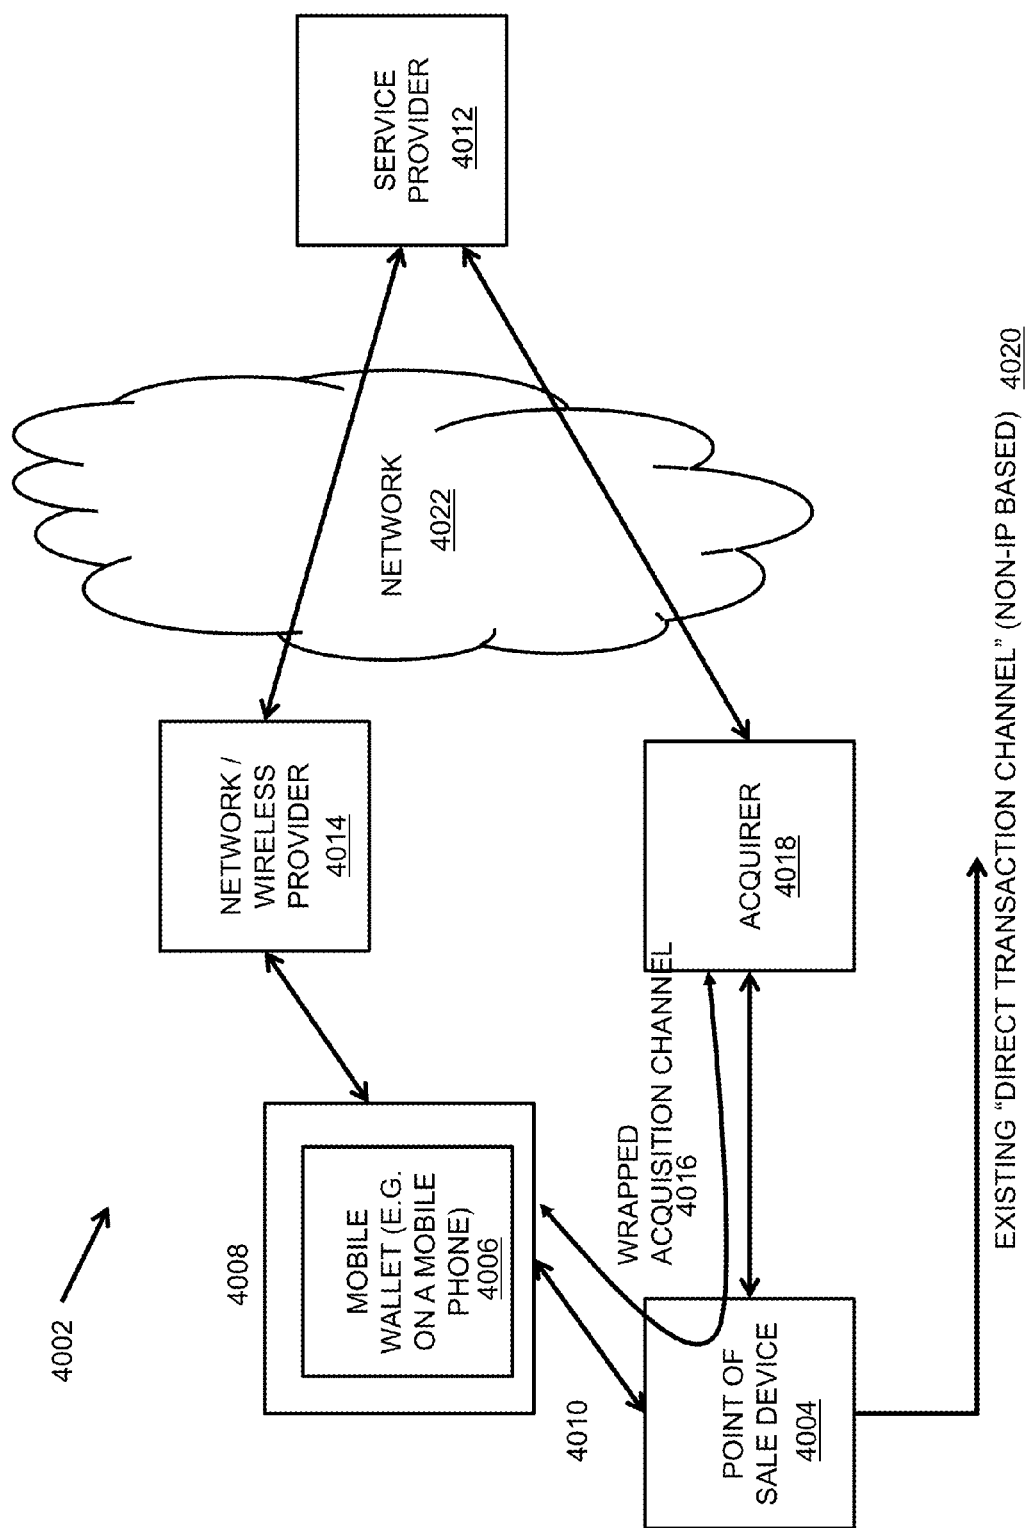 4002
4008
MOBILE
WALLET (E.G.
ON A MOBILE
PHONE)
4006
NETWORK /
WIRELESS
PROVIDER
4014
NETWORK
4022
SERVICE
PROVIDER
4012
4010
WRAPPED
ACQUISITION CHANNEL
4016
POINT OF
SALE DEVICE
4004
ACQUIRER
4018
EXISTING “DIRECT TRANSACTION CHANNEL” (NON-IP BASED) 4020